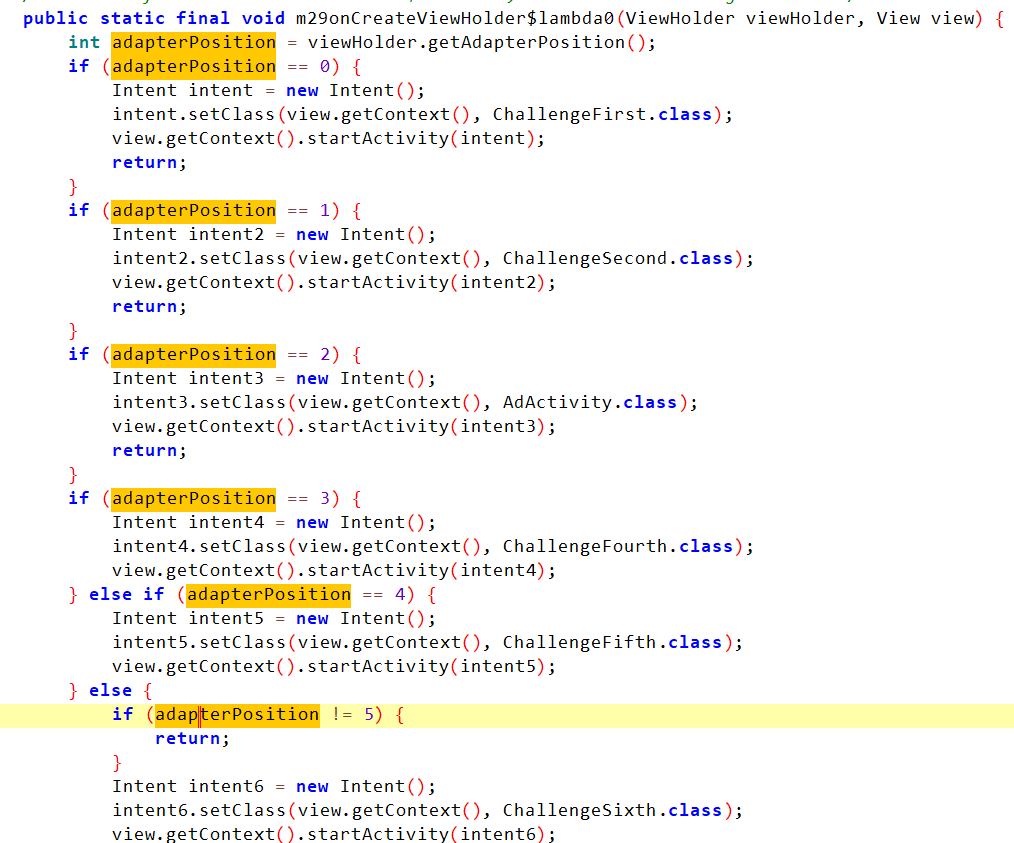 public static final void m29onCreateViewHolder$lambda0(ViewHolder viewHolder, View view) {
int adapterPosition = viewHolder.getAdapterPosition();
if (adapterPosition == 0) {
Intent intent = new Intent();
intent.setClass(view.getContext(), ChallengeFirst.class);
view.getContext().startActivity(intent);
return;
}
if (adapterPosition == 1) {
Intent intent2 = new Intent();
intent2.setClass(view.getContext(), ChallengeSecond.class);
view.getContext().startActivity(intent2);
return;
}
if (adapterPosition == 2) {
Intent intent3 = new Intent();
intent3.setClass(view.getContext(), AdActivity.class);
view.getContext().startActivity(intent3);
return;
}
if (adapterPosition == 3) {
Intent intent4 = new Intent();
intent4.setClass(view.getContext(), ChallengeFourth.class);
view.getContext().startActivity(intent4);
} else if (adapterPosition == 4) {
Intent intent5 = new Intent();
intent5.setClass(view.getContext(), ChallengeFifth.class);
view.getContext().startActivity(intent5);
} else {
if (adapterPosition != 5) {
return;
}
Intent intent6 = new Intent();
intent6.setClass(view.getContext(), ChallengeSixth.class);
view.getContext().startActivity(intent6);